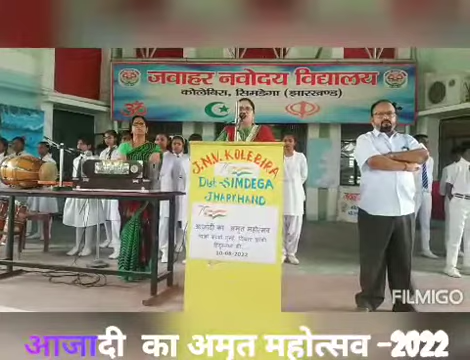 जवाहर नवोदय विद्यालय
कोलेबिरा, सिमडेगा (झारखण्ड)
J.N.V. KOLEBIRA
Dist-SIMDEGA
JHARKHAND
आजादी का अमृत महोत्सव
10-08-2022
FILMIGO
आजादी का अमृत महोत्सव -2022